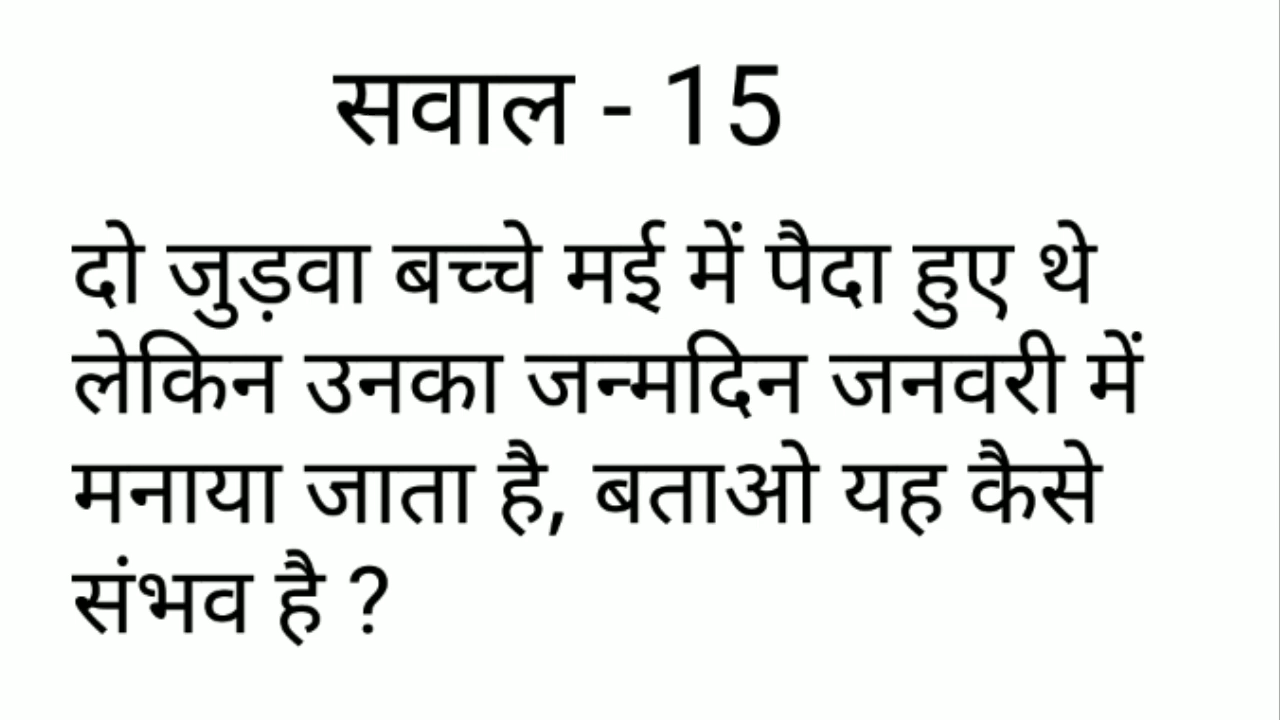 सवाल - 15
दो जुड़वा बच्चे मई में पैदा हुए थे
लेकिन उनका जन्मदिन जनवरी में
मनाया जाता है, बताओ यह कैसे
संभव है ?